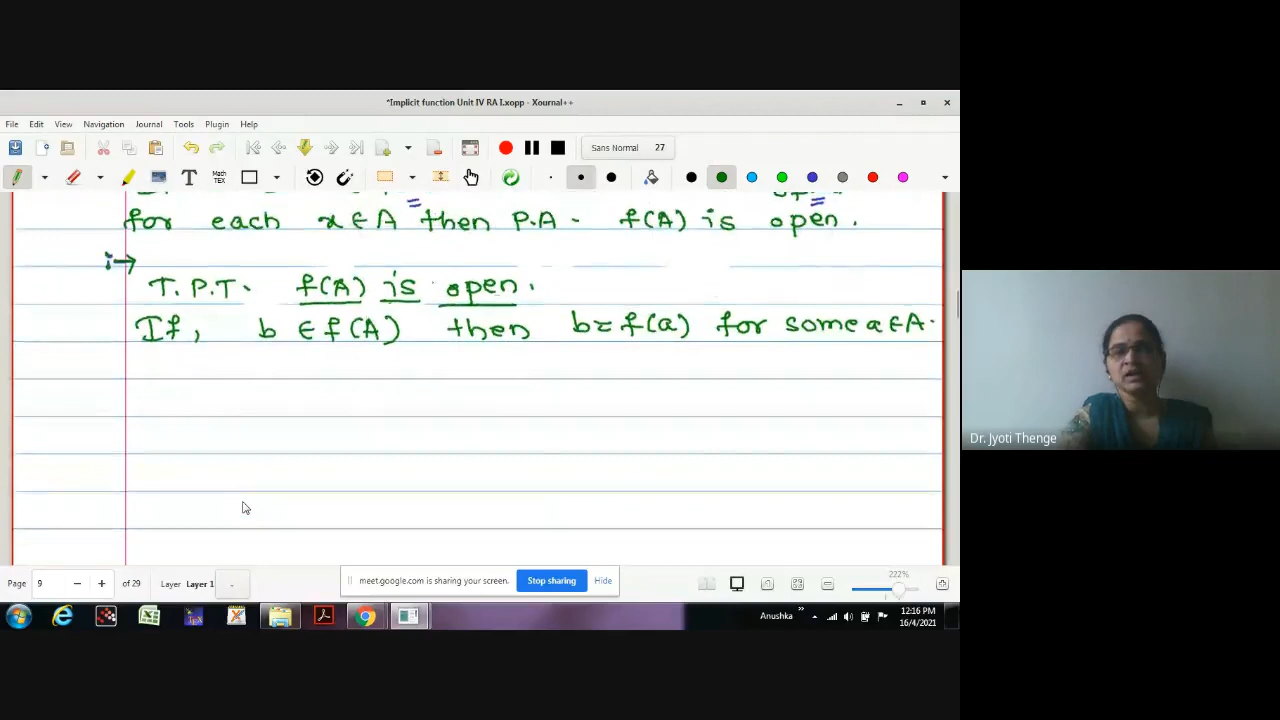 *Implicit function Unit IV RA I.xopp - Xournal++
File Edit View Navigation Journal Tools Plugin Help
Sans Normal 27
for each x ∈ A then P.A. f(A) is open.
i→
T.P.T. f(A) is open.
If, b ∈ f(A) then b = f(a) for some a ∈ A.
Dr. Jyoti Thenge
Page 9 of 29 Layer Layer 1
meet.google.com is sharing your screen. Stop sharing Hide
222%
Anushka
12:16 PM
16/4/2021